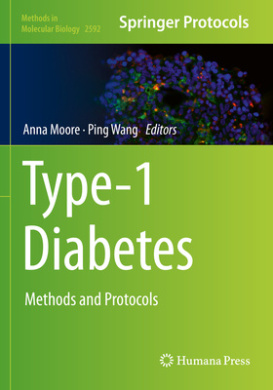 Methods in
Molecular Biology 2592
Springer Protocols
Anna Moore · Ping Wang Editors
Type-1
Diabetes
Methods and Protocols
Humana Press